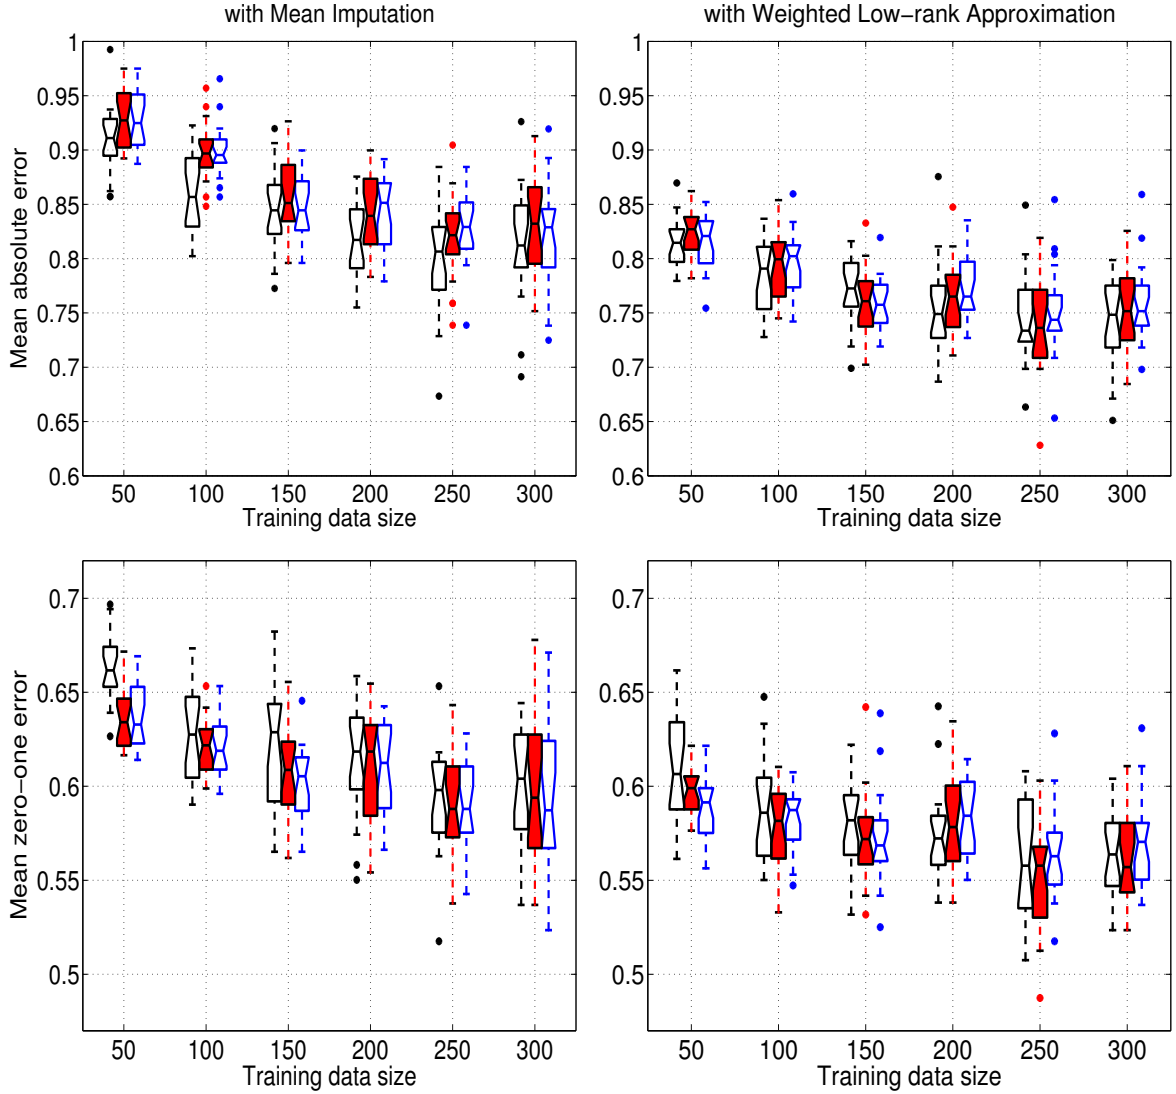 with Mean Imputation
with Weighted Low−rank Approximation
Mean absolute error
1
0.95
0.9
0.85
0.8
0.75
0.7
0.65
0.6
50 100 150 200 250 300
Training data size
1
0.95
0.9
0.85
0.8
0.75
0.7
0.65
0.6
50 100 150 200 250 300
Training data size
Mean zero−one error
0.7
0.65
0.6
0.55
0.5
50 100 150 200 250 300
Training data size
0.7
0.65
0.6
0.55
0.5
50 100 150 200 250 300
Training data size